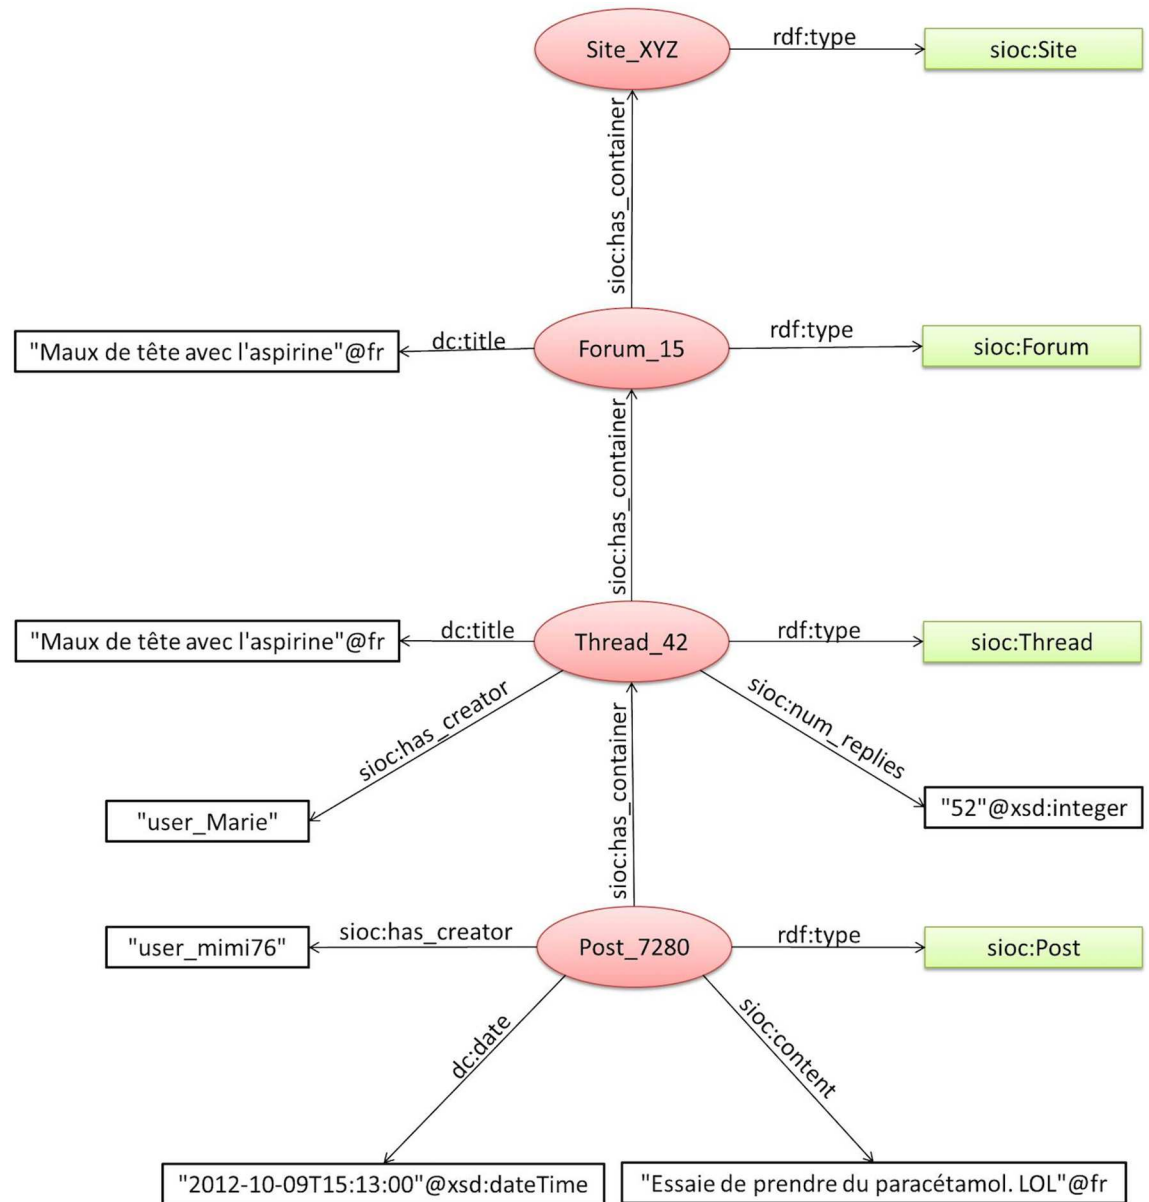 Site_XYZ
rdf:type
sioc:Site
sioc:has_container
"Maux de tête avec l'aspirine"@fr
dc:title
Forum_15
rdf:type
sioc:Forum
sioc:has_container
"Maux de tête avec l'aspirine"@fr
dc:title
Thread_42
rdf:type
sioc:Thread
sioc:has_creator
sioc:num_replies
"user_Marie"
"52"@xsd:integer
sioc:has_container
"user_mimi76"
sioc:has_creator
Post_7280
rdf:type
sioc:Post
dc:date
sioc:content
"2012-10-09T15:13:00"@xsd:dateTime
"Essaie de prendre du paracétamol. LOL"@fr